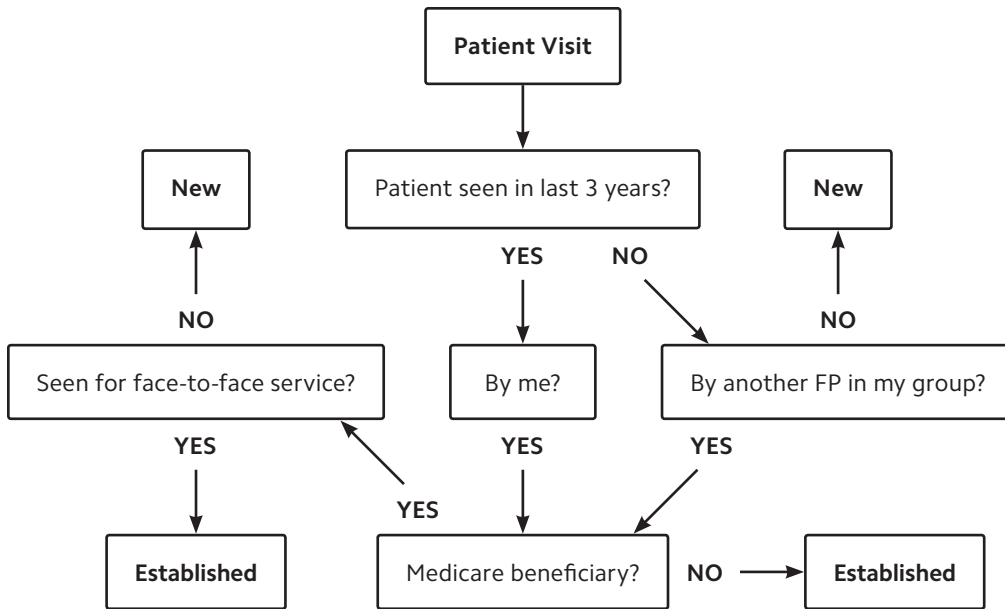 Patient Visit
New
Patient seen in last 3 years?
New
YES
NO
NO
NO
Seen for face-to-face service?
By me?
By another FP in my group?
YES
YES
YES
YES
Established
Medicare beneficiary?
NO
Established